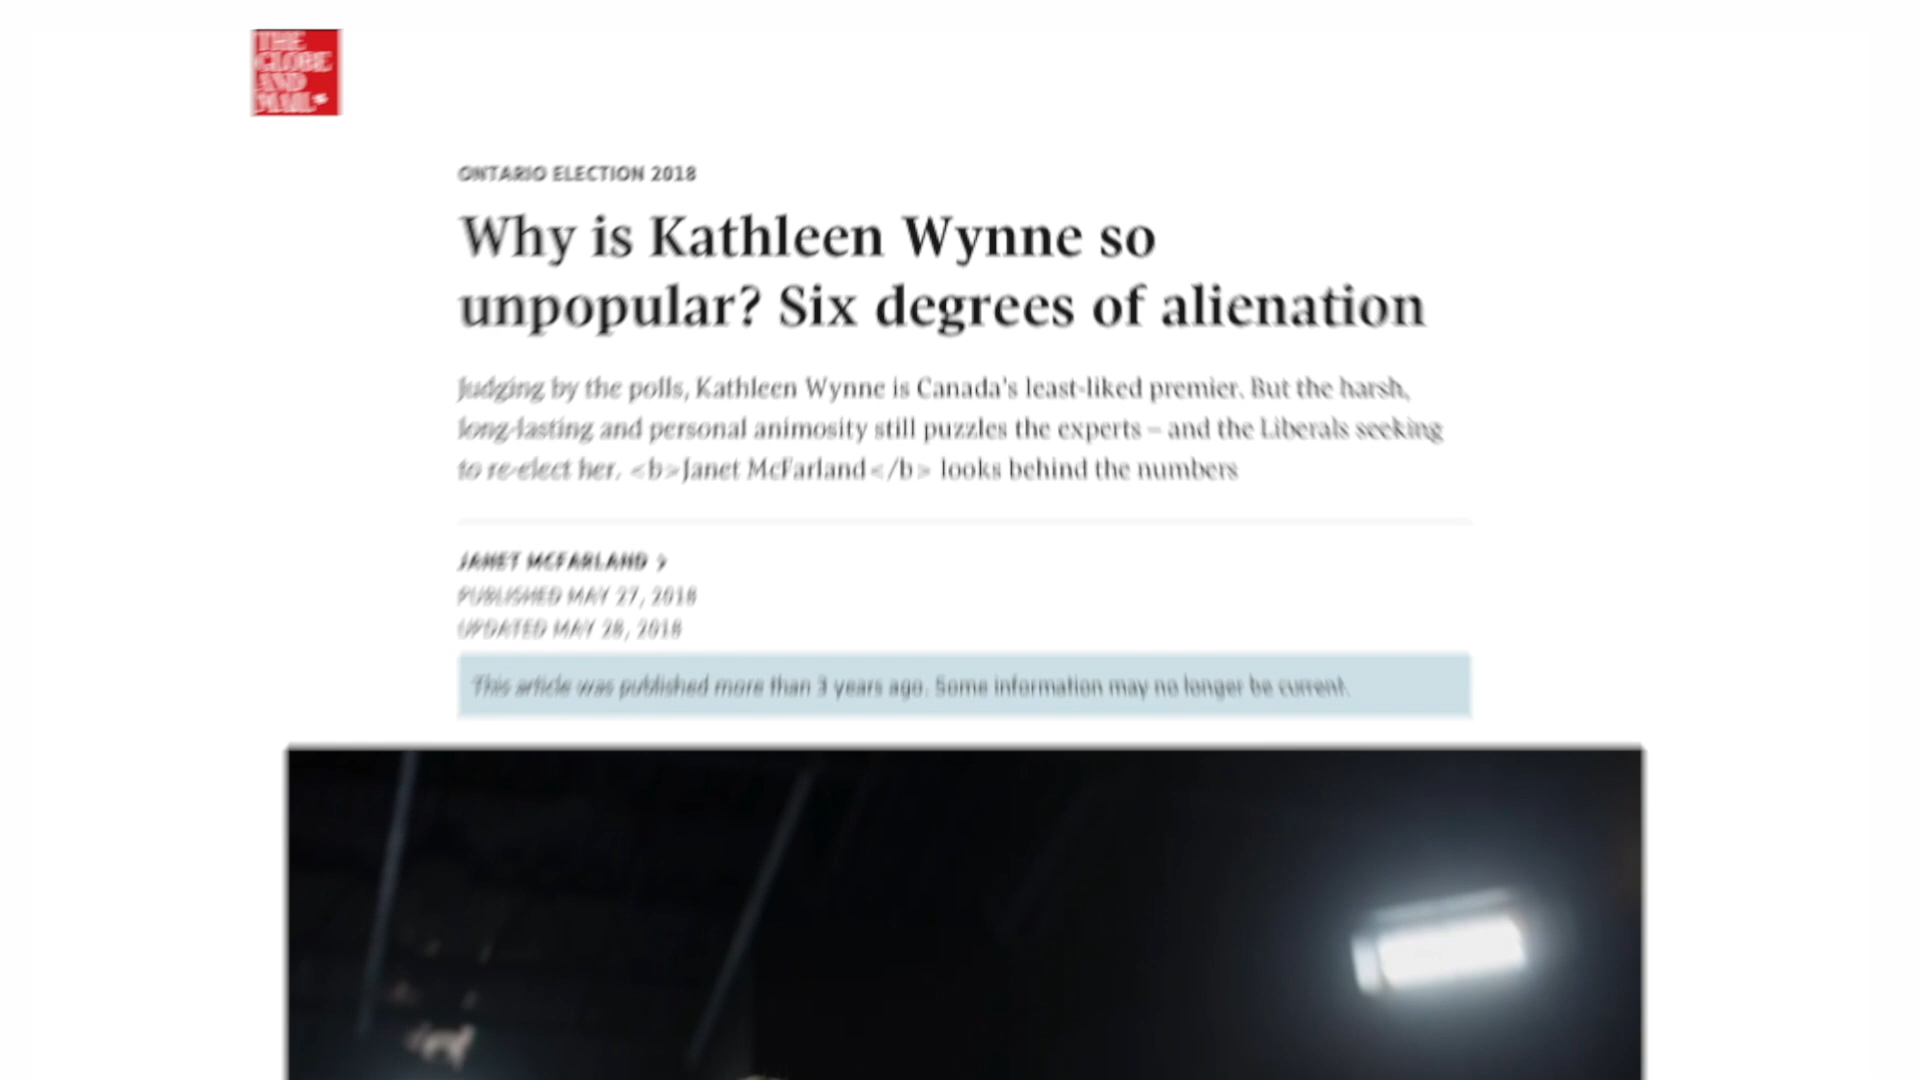 THE
GLOBE
AND
MAIL
ONTARIO ELECTION 2018
Why is Kathleen Wynne so
unpopular? Six degrees of alienation
Judging by the polls, Kathleen Wynne is Canada's least-liked premier. But the harsh,
long-lasting and personal animosity still puzzles the experts – and the Liberals seeking
to re-elect her. <b>Janet McFarland</b> looks behind the numbers
JANET MCFARLAND >
PUBLISHED MAY 27, 2018
UPDATED MAY 28, 2018
This article was published more than 3 years ago. Some information may no longer be current.